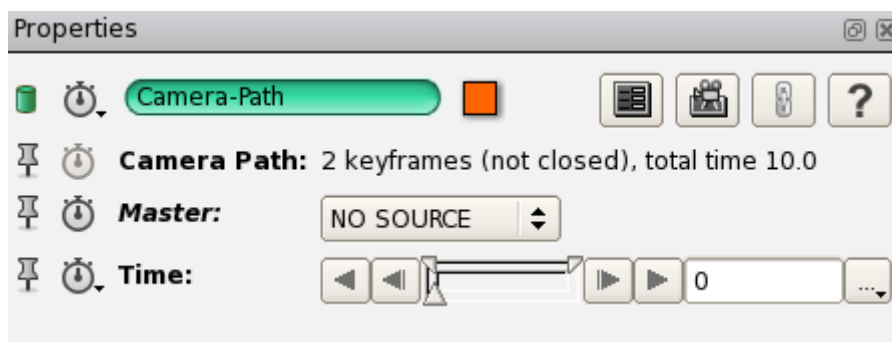 Properties
Camera-Path ?
Camera Path: 2 keyframes (not closed), total time 10.0
Master: NO SOURCE
Time: 0 ...